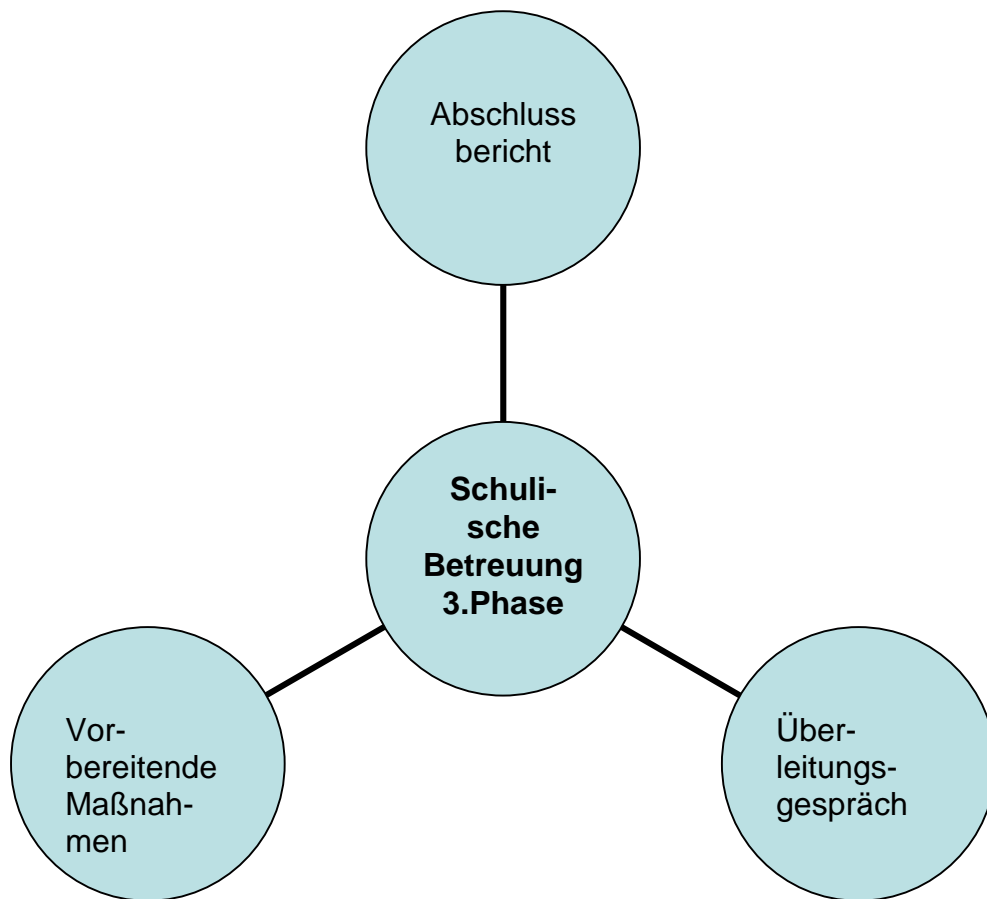 Abschluss
bericht
Schuli-
sche
Betreuung
3.Phase
Vor-
bereitende
Maßnah-
men
Über-
leitungs-
gespräch